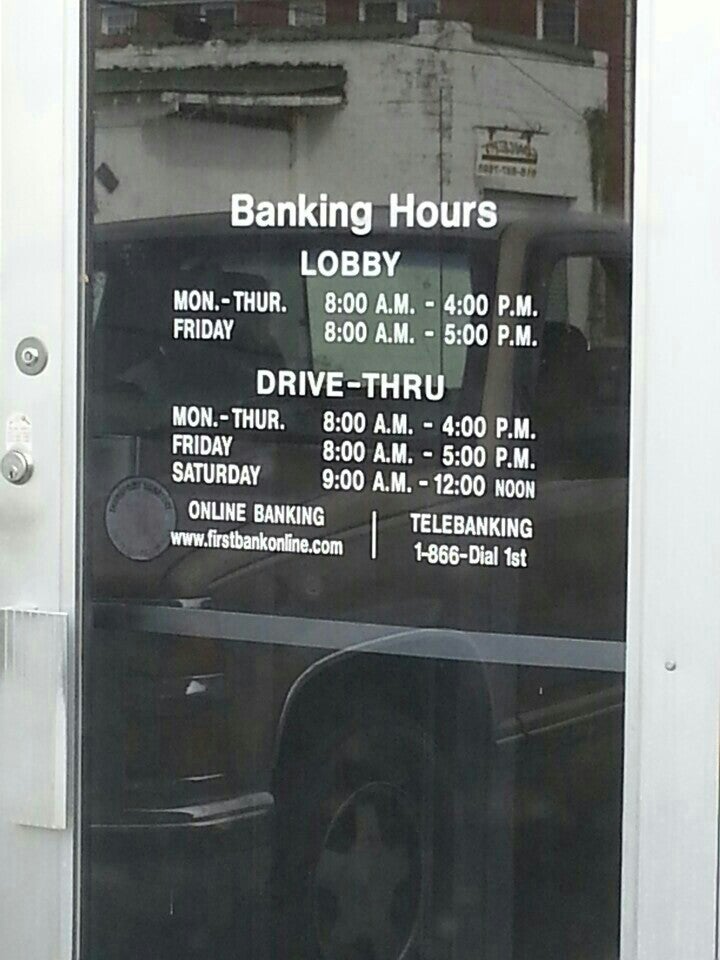 Banking Hours
LOBBY
MON.-THUR. 8:00 A.M. - 4:00 P.M.
FRIDAY 8:00 A.M. - 5:00 P.M.
DRIVE-THRU
MON.-THUR. 8:00 A.M. - 4:00 P.M.
FRIDAY 8:00 A.M. - 5:00 P.M.
SATURDAY 9:00 A.M. - 12:00 NOON
ONLINE BANKING
www.firstbankonline.com
TELEBANKING
1-866-Dial 1st